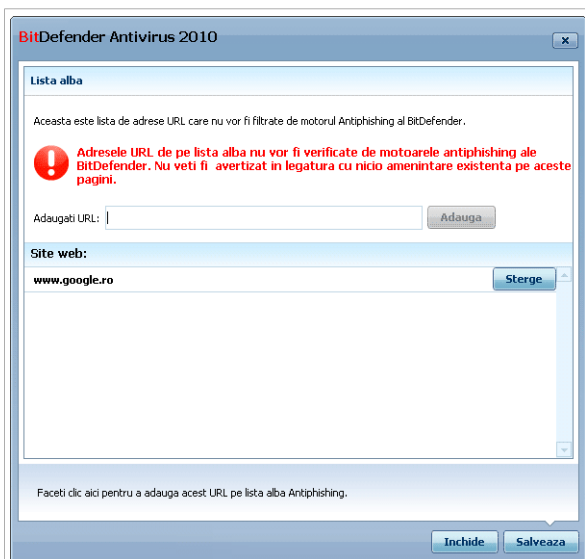 BitDefender Antivirus 2010
x
Lista alba
Aceasta este lista de adrese URL care nu vor fi filtrate de motorul Antiphishing al BitDefender.
Adresele URL de pe lista alba nu vor fi verificate de motoarele antiphishing ale
BitDefender. Nu veti fi avertizat in legatura cu nicio amenintare existenta pe aceste
pagini.
Adaugati URL:
Adauga
Site web:
www.google.ro
Sterge
Faceti clic aici pentru a adauga acest URL pe lista alba Antiphishing.
Inchide
Salveaza